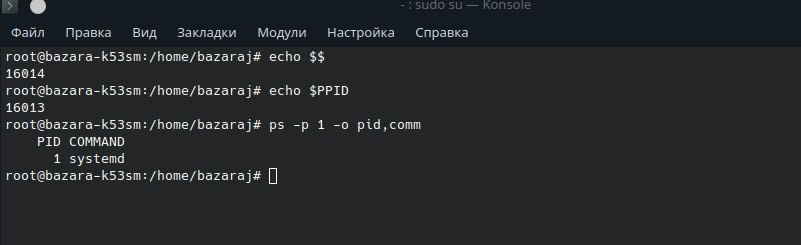 - : sudo su — Konsole
Файл Правка Вид Закладки Модули Настройка Справка
root@bazara-k53sm:/home/bazaraj# echo $$
16014
root@bazara-k53sm:/home/bazaraj# echo $PPID
16013
root@bazara-k53sm:/home/bazaraj# ps -p 1 -o pid,comm
    PID COMMAND
      1 systemd
root@bazara-k53sm:/home/bazaraj#